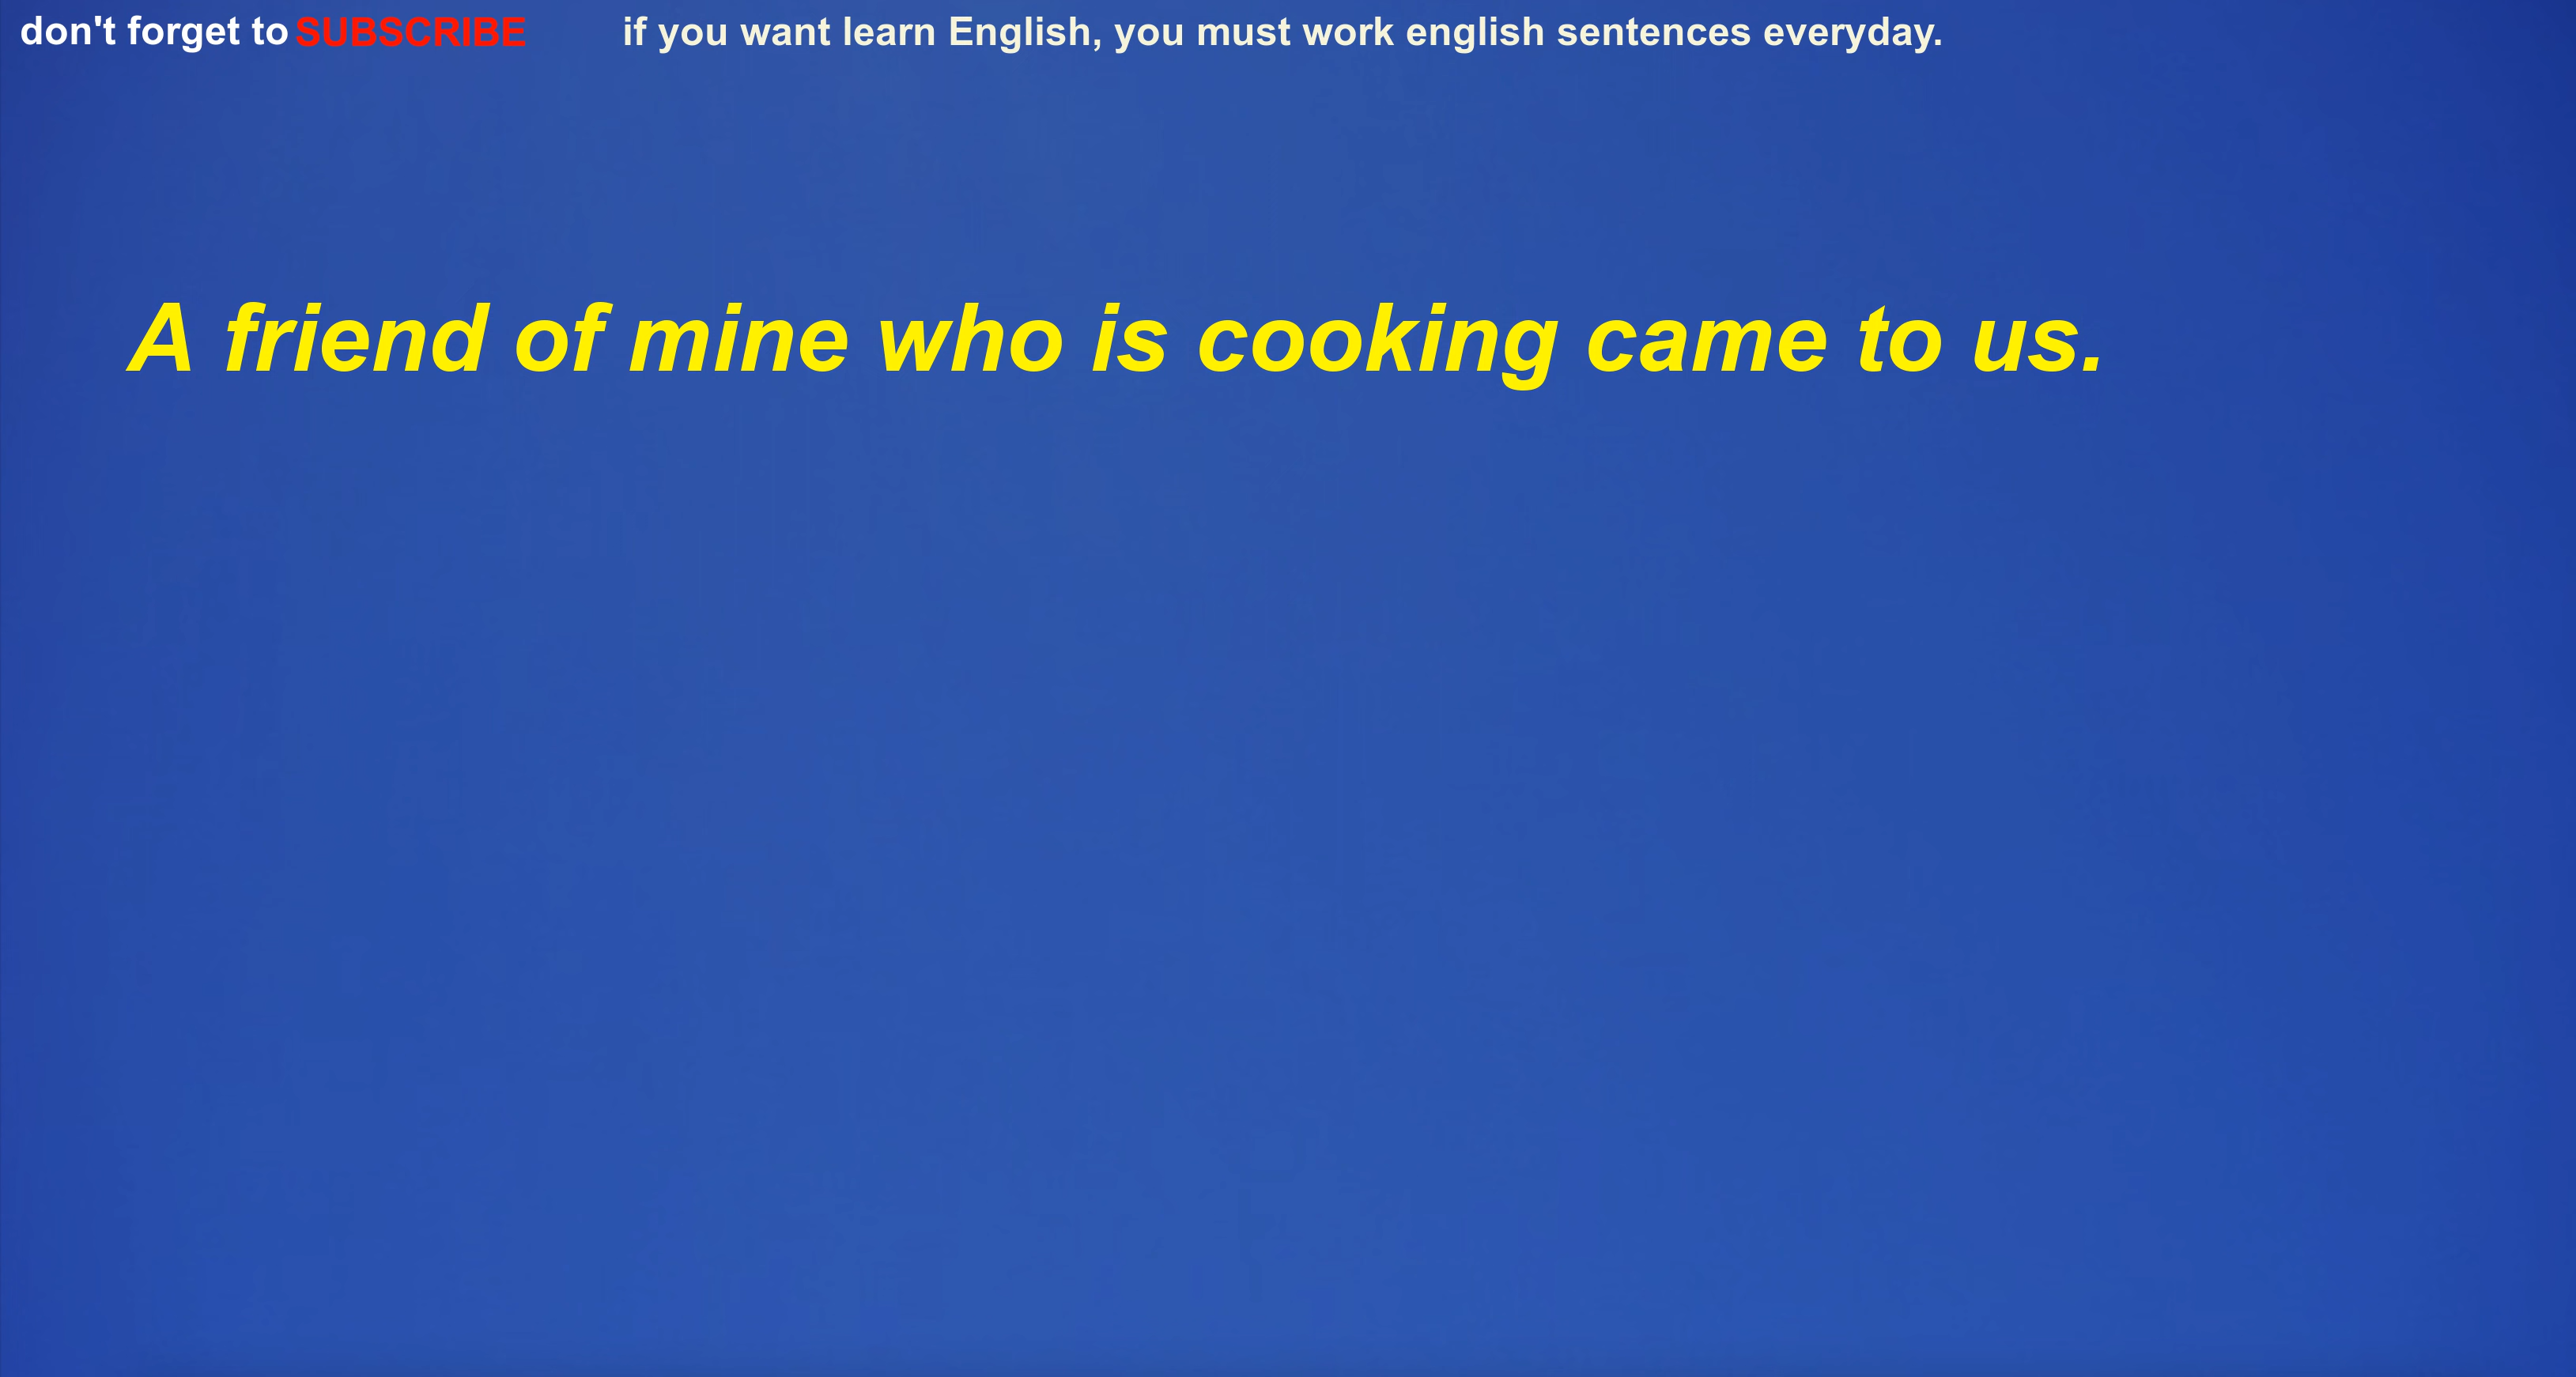 don't forget to SUBSCRIBE if you want learn English, you must work english sentences everyday.
A friend of mine who is cooking came to us.